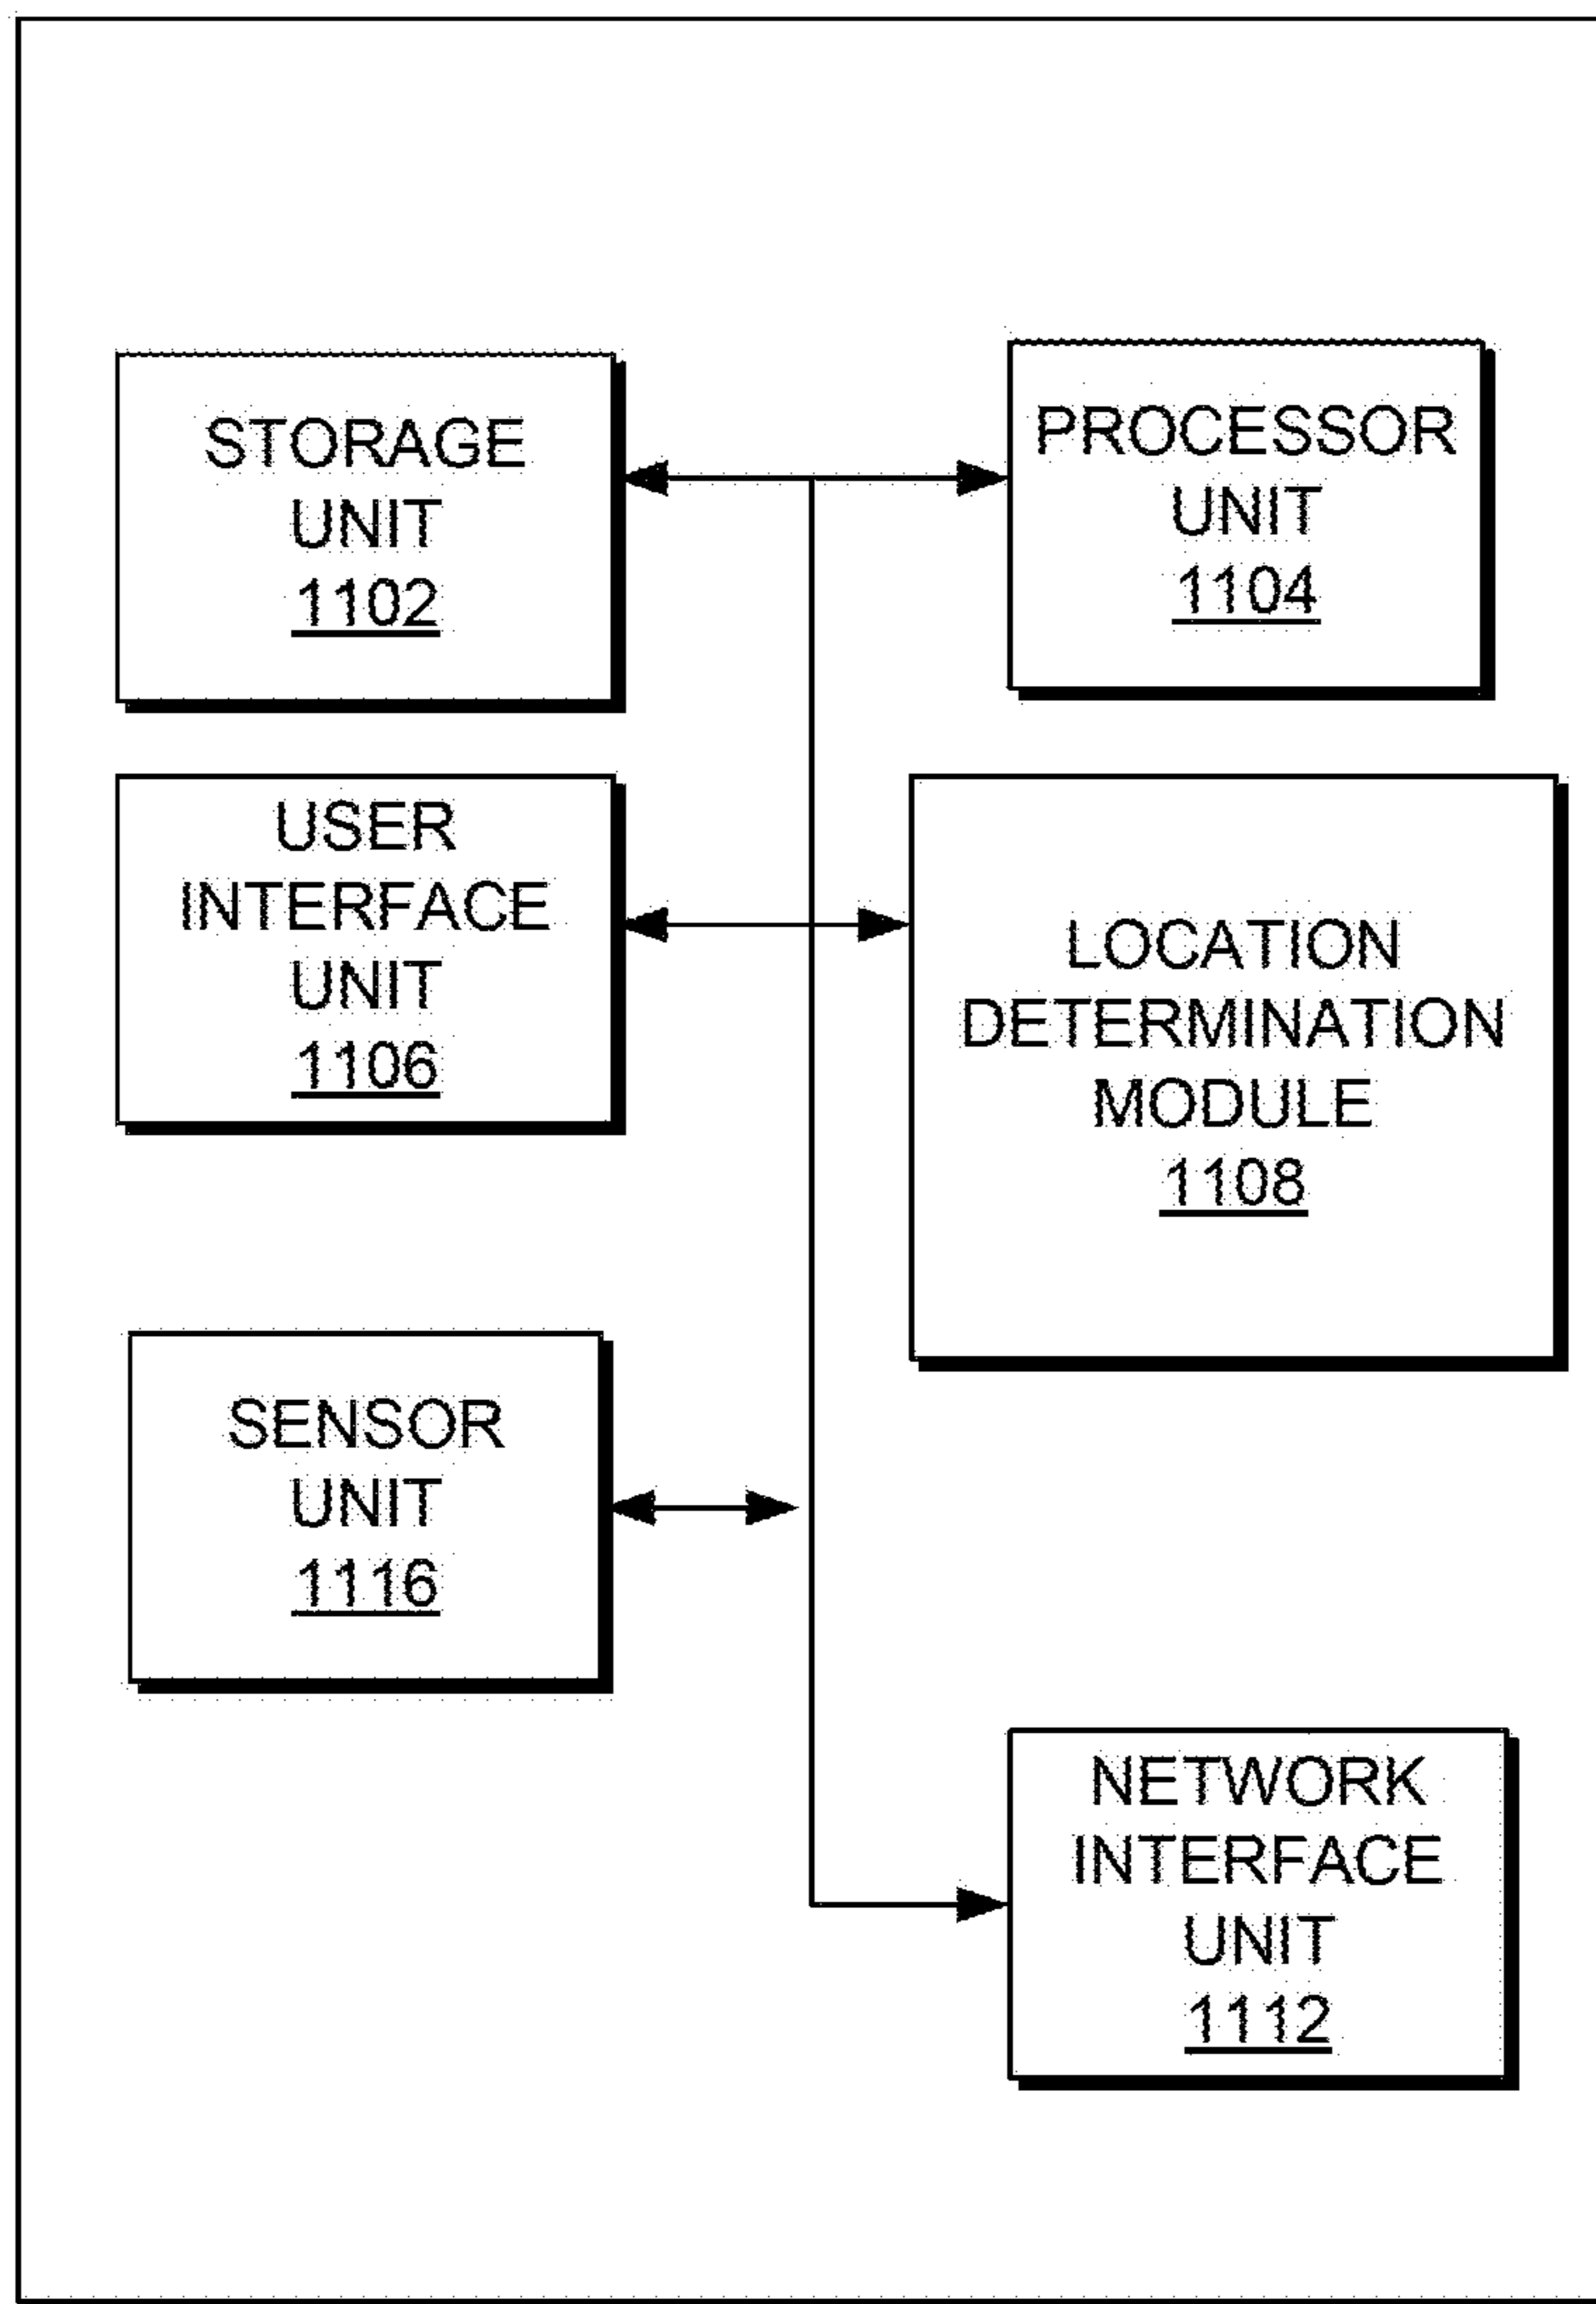 STORAGE
UNIT
1102
PROCESSOR
UNIT
1104
USER
INTERFACE
UNIT
1106
LOCATION
DETERMINATION
MODULE
1108
SENSOR
UNIT
1116
NETWORK
INTERFACE
UNIT
1112